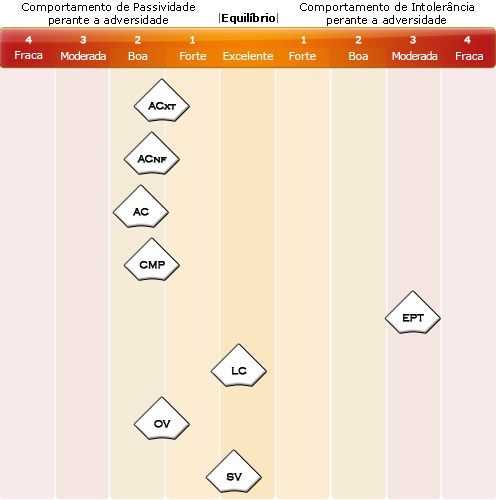 Comportamento de Passividade
perante a adversidade
|Equilíbrio|
Comportamento de Intolerância
perante a adversidade
4 3 2 1 1 2 3 4
Fraca Moderada Boa Forte Excelente Forte Boa Moderada Fraca
ACXT
ACNF
AC
CMP
EPT
LC
OV
SV